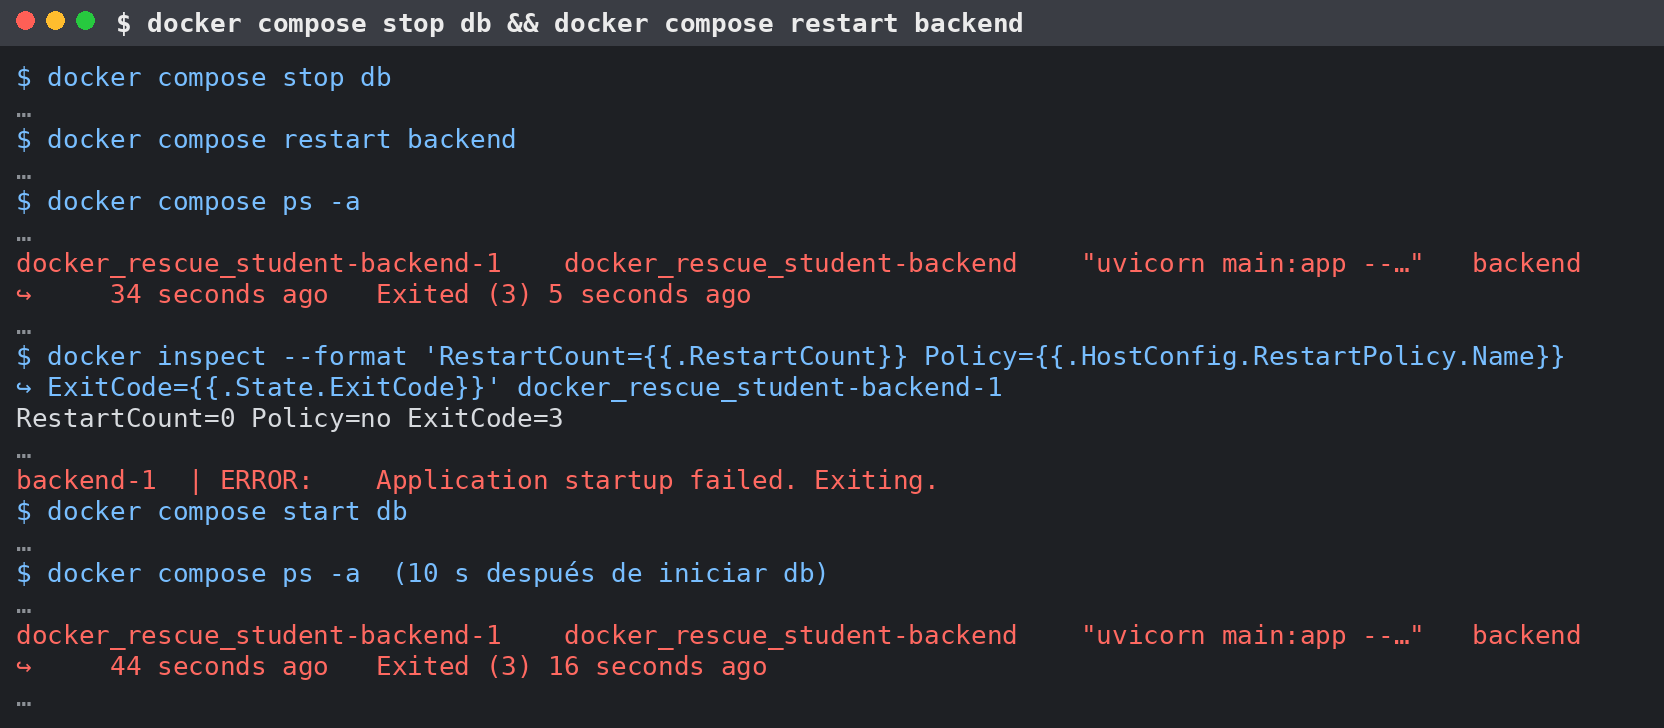 $ docker compose stop db && docker compose restart backend
$ docker compose stop db
…
$ docker compose restart backend
…
$ docker compose ps -a
…
docker_rescue_student-backend-1    docker_rescue_student-backend    "uvicorn main:app --…"   backend
↪     34 seconds ago   Exited (3) 5 seconds ago
…
$ docker inspect --format 'RestartCount={{.RestartCount}} Policy={{.HostConfig.RestartPolicy.Name}}
↪ ExitCode={{.State.ExitCode}}' docker_rescue_student-backend-1
RestartCount=0 Policy=no ExitCode=3
…
backend-1  | ERROR:    Application startup failed. Exiting.
$ docker compose start db
…
$ docker compose ps -a  (10 s después de iniciar db)
…
docker_rescue_student-backend-1    docker_rescue_student-backend    "uvicorn main:app --…"   backend
↪     44 seconds ago   Exited (3) 16 seconds ago
…